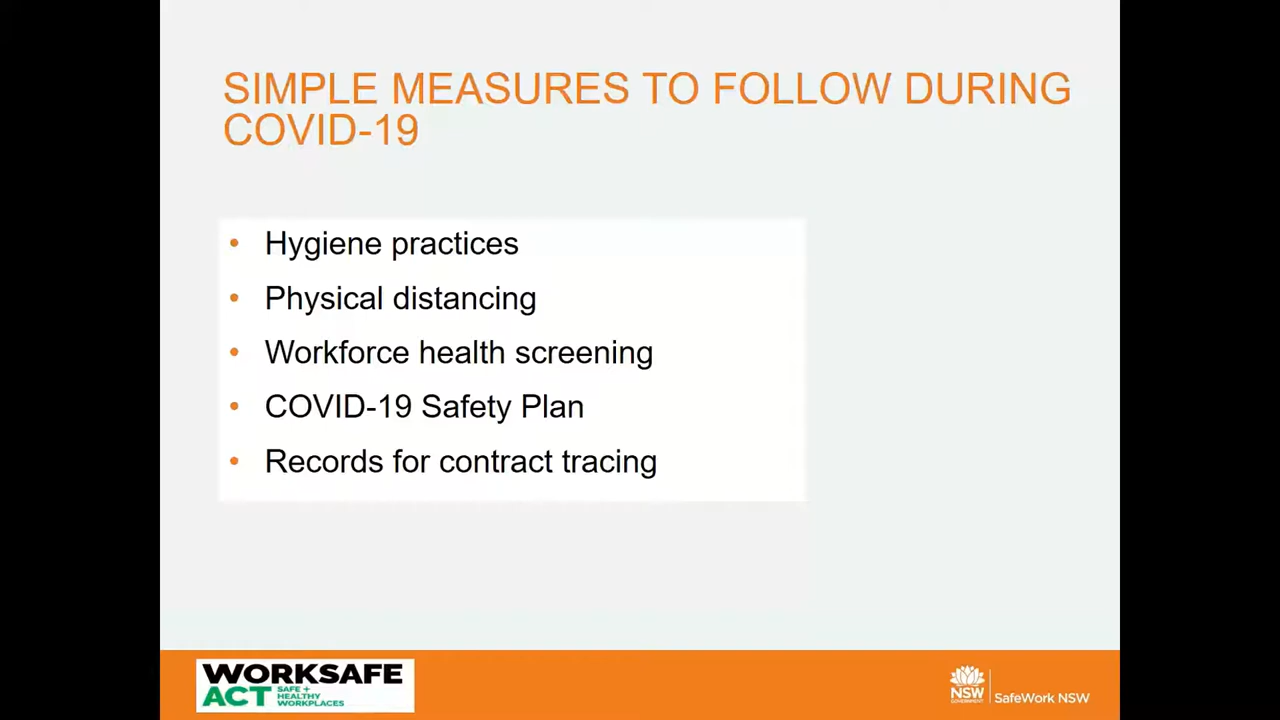 SIMPLE MEASURES TO FOLLOW DURING
COVID-19
• Hygiene practices
• Physical distancing
• Workforce health screening
• COVID-19 Safety Plan
• Records for contract tracing
WORKSAFE
ACT
SAFE +
HEALTHY
WORKPLACES
NSW
GOVERNMENT
SafeWork NSW